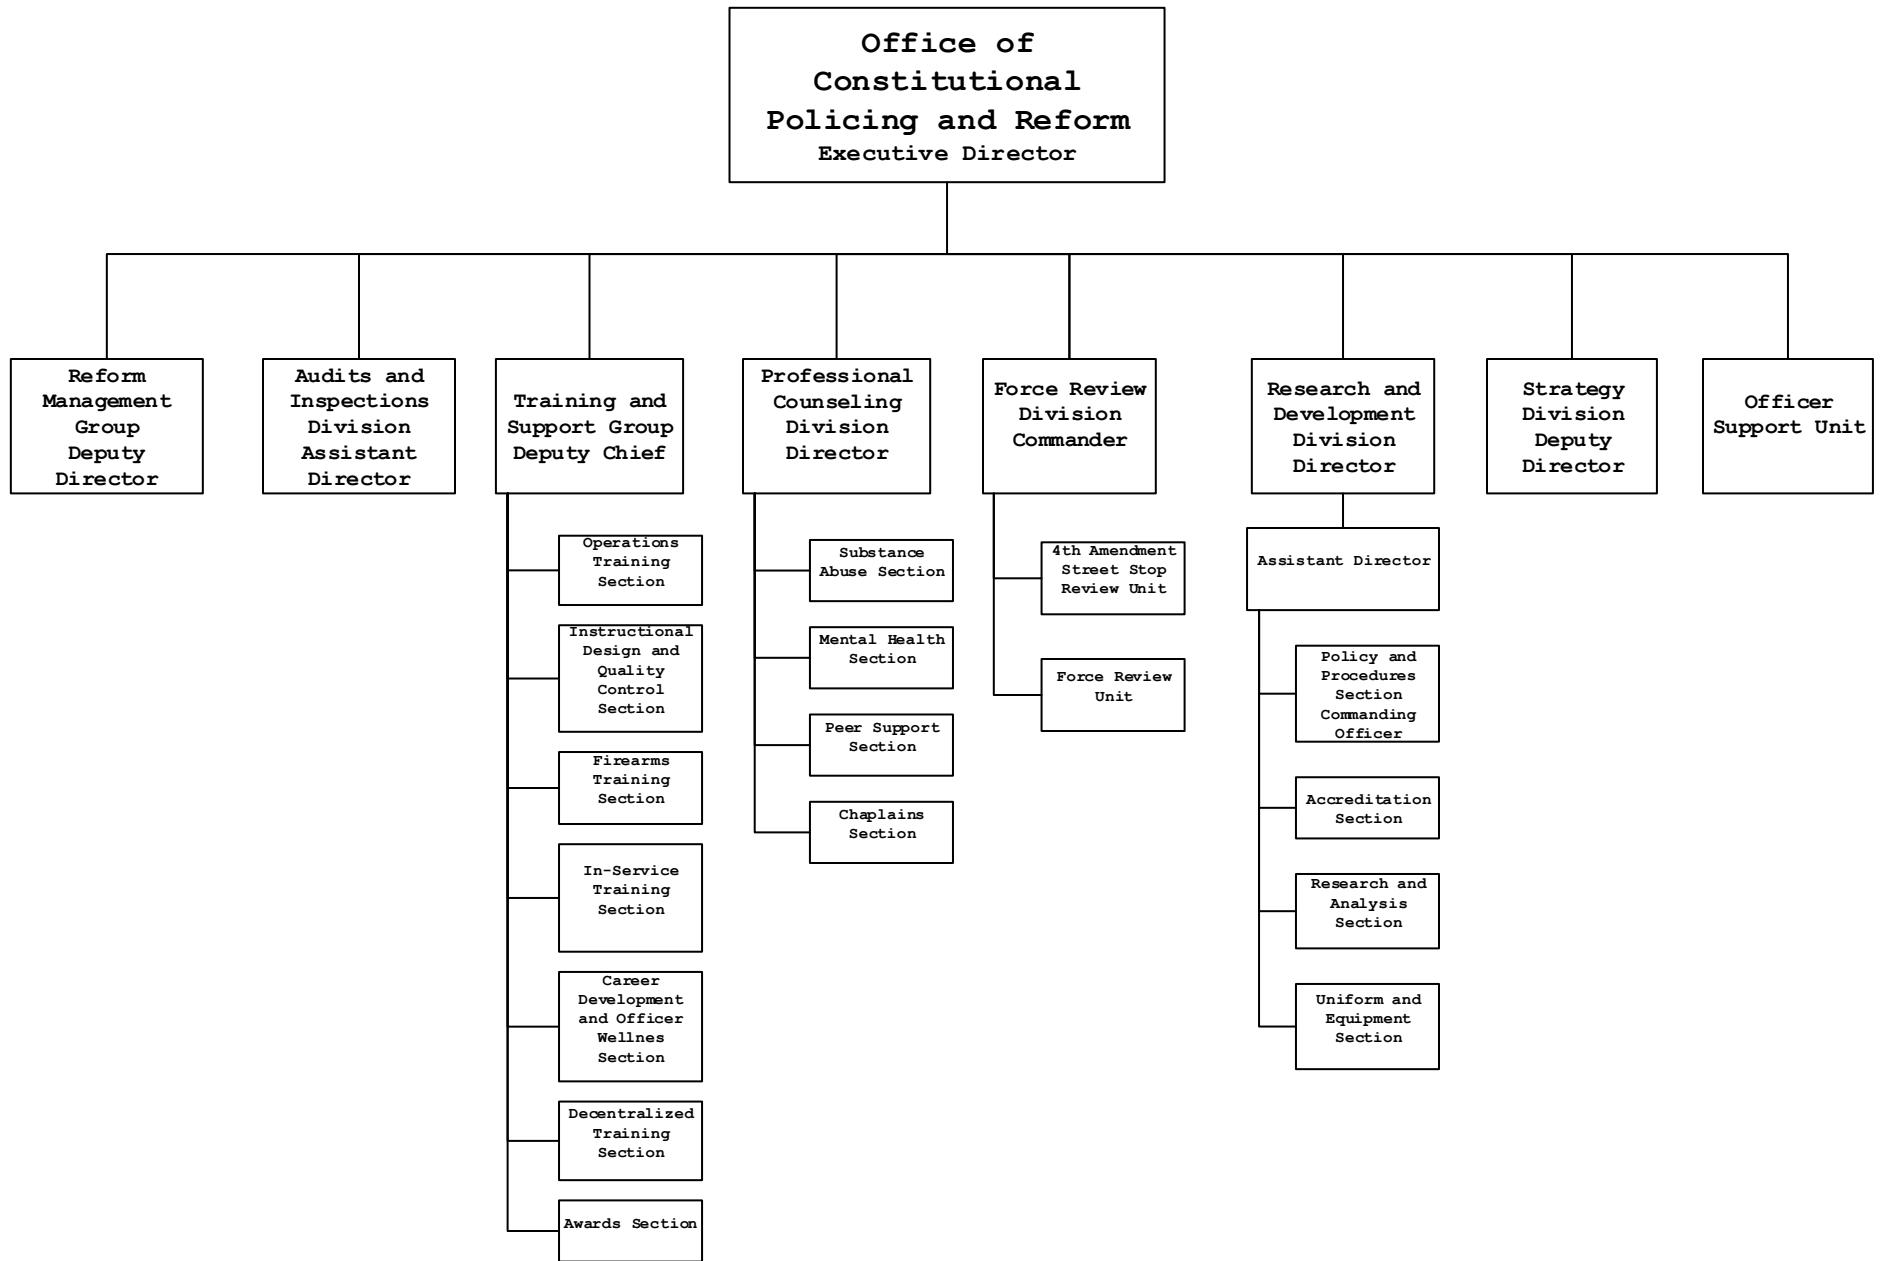 Office of
Constitutional
Policing and Reform
Executive Director
Reform
Management
Group
Deputy
Director
Audits and
Inspections
Division
Assistant
Director
Training and
Support Group
Deputy Chief
Professional
Counseling
Division
Director
Force Review
Division
Commander
Research and
Development
Division
Director
Strategy
Division
Deputy
Director
Officer
Support Unit
Operations
Training
Section
Instructional
Design and
Quality
Control
Section
Firearms
Training
Section
In-Service
Training
Section
Career
Development
and Officer
Wellnes
Section
Decentralized
Training
Section
Awards Section
Substance
Abuse Section
Mental Health
Section
Peer Support
Section
Chaplains
Section
4th Amendment
Street Stop
Review Unit
Force Review
Unit
Assistant Director
Policy and
Procedures
Section
Commanding
Officer
Accreditation
Section
Research and
Analysis
Section
Uniform and
Equipment
Section